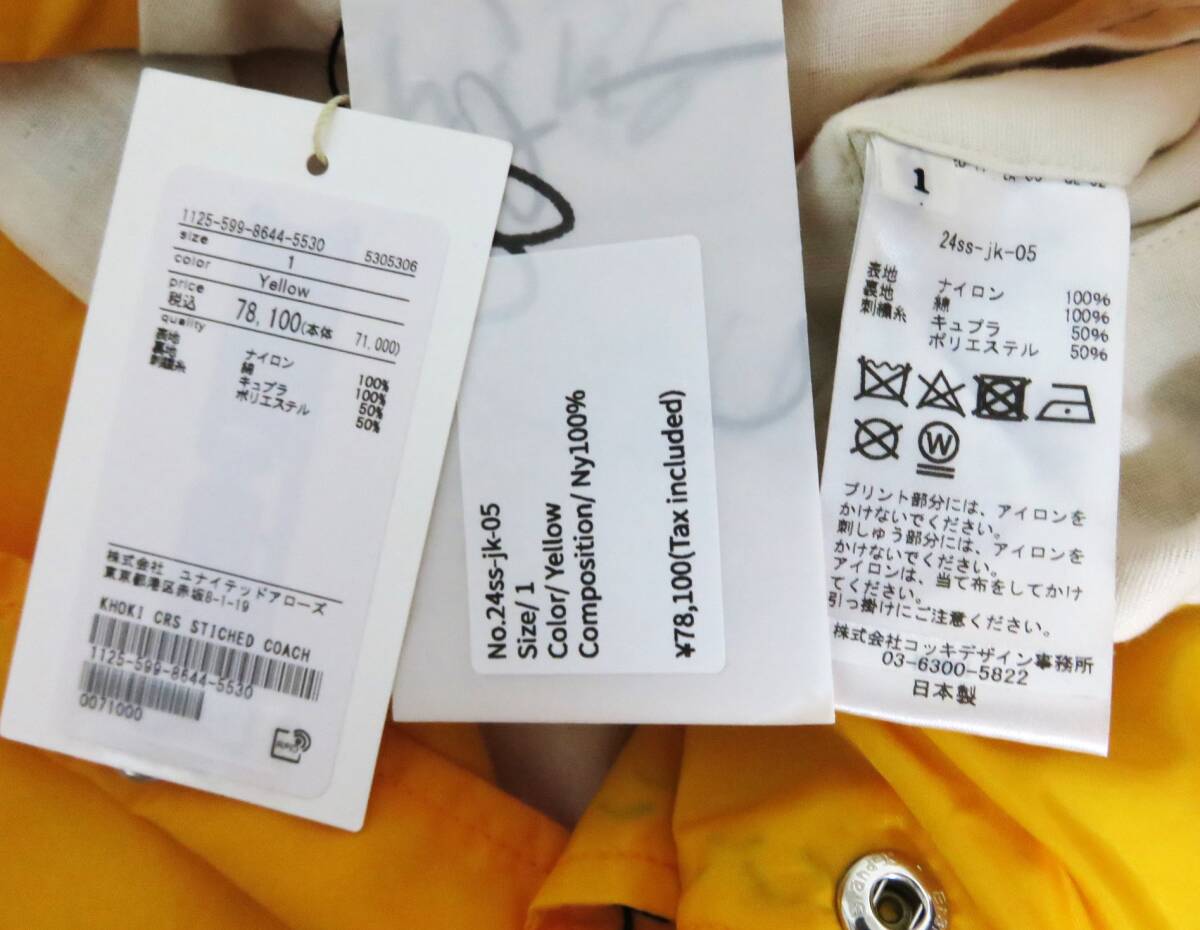 1125-599-8644-5530
5305306
size 1
color Yellow
price
税込 78,100(本体 71,000)
quality
表地 ナイロン 100%
裏地 綿 100%
刺繍糸 キュプラ 50%
ポリエステル 50%
株式会社 ユナイテッドアローズ
東京都港区赤坂8-1-19
KHOKI CRS STICHED COACH
1125-599-8644-5530
0071000
No.24ss-jk-05
Size/ 1
Color/ Yellow
Composition/ Ny100%
¥78,100(Tax included)
1
24ss-jk-05
表地 ナイロン 100%
裏地 綿 100%
刺繍糸 キュプラ 50%
ポリエステル 50%
W
プリント部分には、アイロンを
かけないでください。
刺しゅう部分には、アイロンを
かけないでください。
アイロンは、当て布をしてかけ
てください。
引っ掛けにご注意ください。
株式会社コッキデザイン事務所
03-6300-5822
日本製